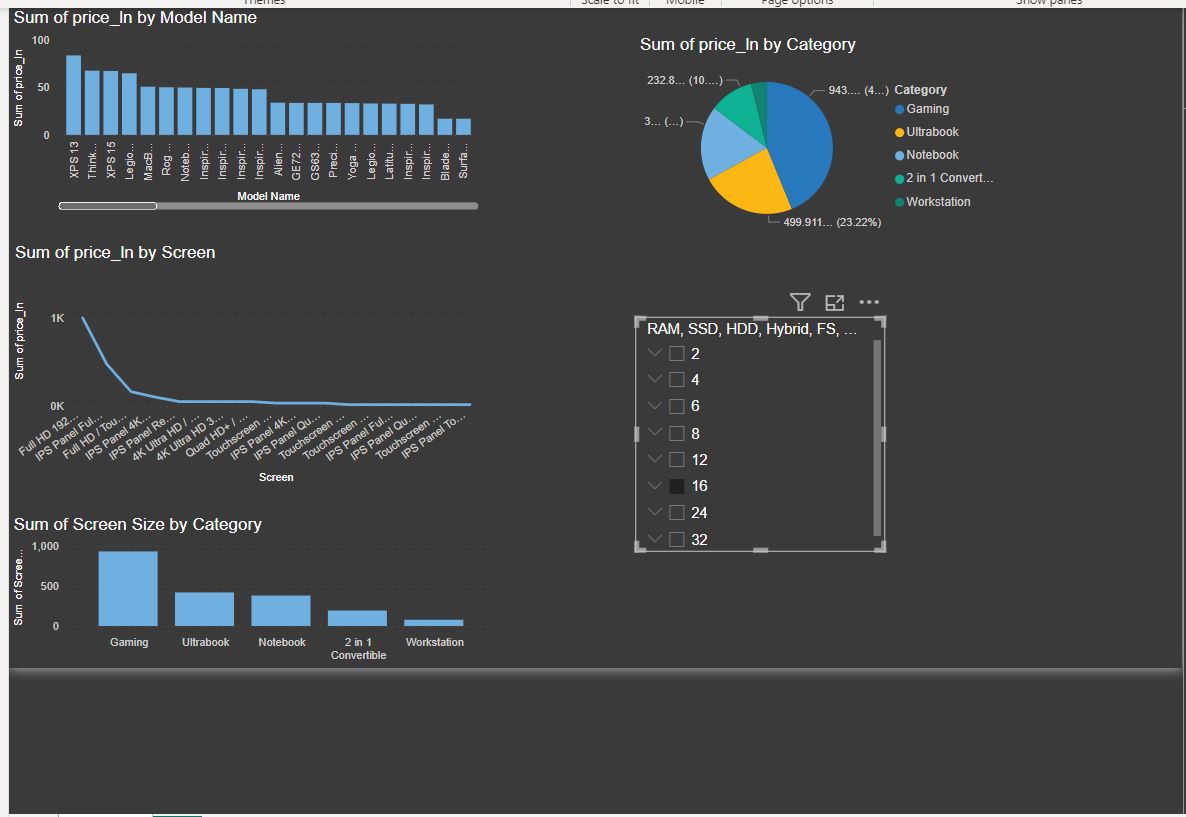 Themes
Scale to fit
Mobile
Page options
Show panes
Sum of price_ln by Model Name
Sum of price_ln
100
50
0
XPS 13
Think...
XPS 15
Legio...
MacB...
Rog ...
Noteb...
Inspir...
Inspir...
Inspir...
Inspir...
Alien...
GE72...
GS63...
Preci...
Yoga ...
Legio...
Latitu...
Inspir...
Inspir...
Blade...
Surfa...
Model Name
Sum of price_ln by Category
232.8... (10....)
943.... (4...)
3... (...)
499.911... (23.22%)
Category
Gaming
Ultrabook
Notebook
2 in 1 Convert...
Workstation
Sum of price_ln by Screen
Sum of price_ln
1K
0K
Full HD 192...
IPS Panel Ful...
Full HD / Tou...
IPS Panel 4K...
IPS Panel Re...
4K Ultra HD / ...
4K Ultra HD 3...
Quad HD+ / ...
Touchscreen ...
IPS Panel 4K...
IPS Panel Qu...
Touchscreen ...
Touchscreen ...
IPS Panel Ful...
IPS Panel Qu...
Touchscreen ...
IPS Panel To...
Screen
RAM, SSD, HDD, Hybrid, FS, ...
2
4
6
8
12
16
24
32
Sum of Screen Size by Category
Sum of Scree...
1,000
500
0
Gaming
Ultrabook
Notebook
2 in 1
Convertible
Workstation